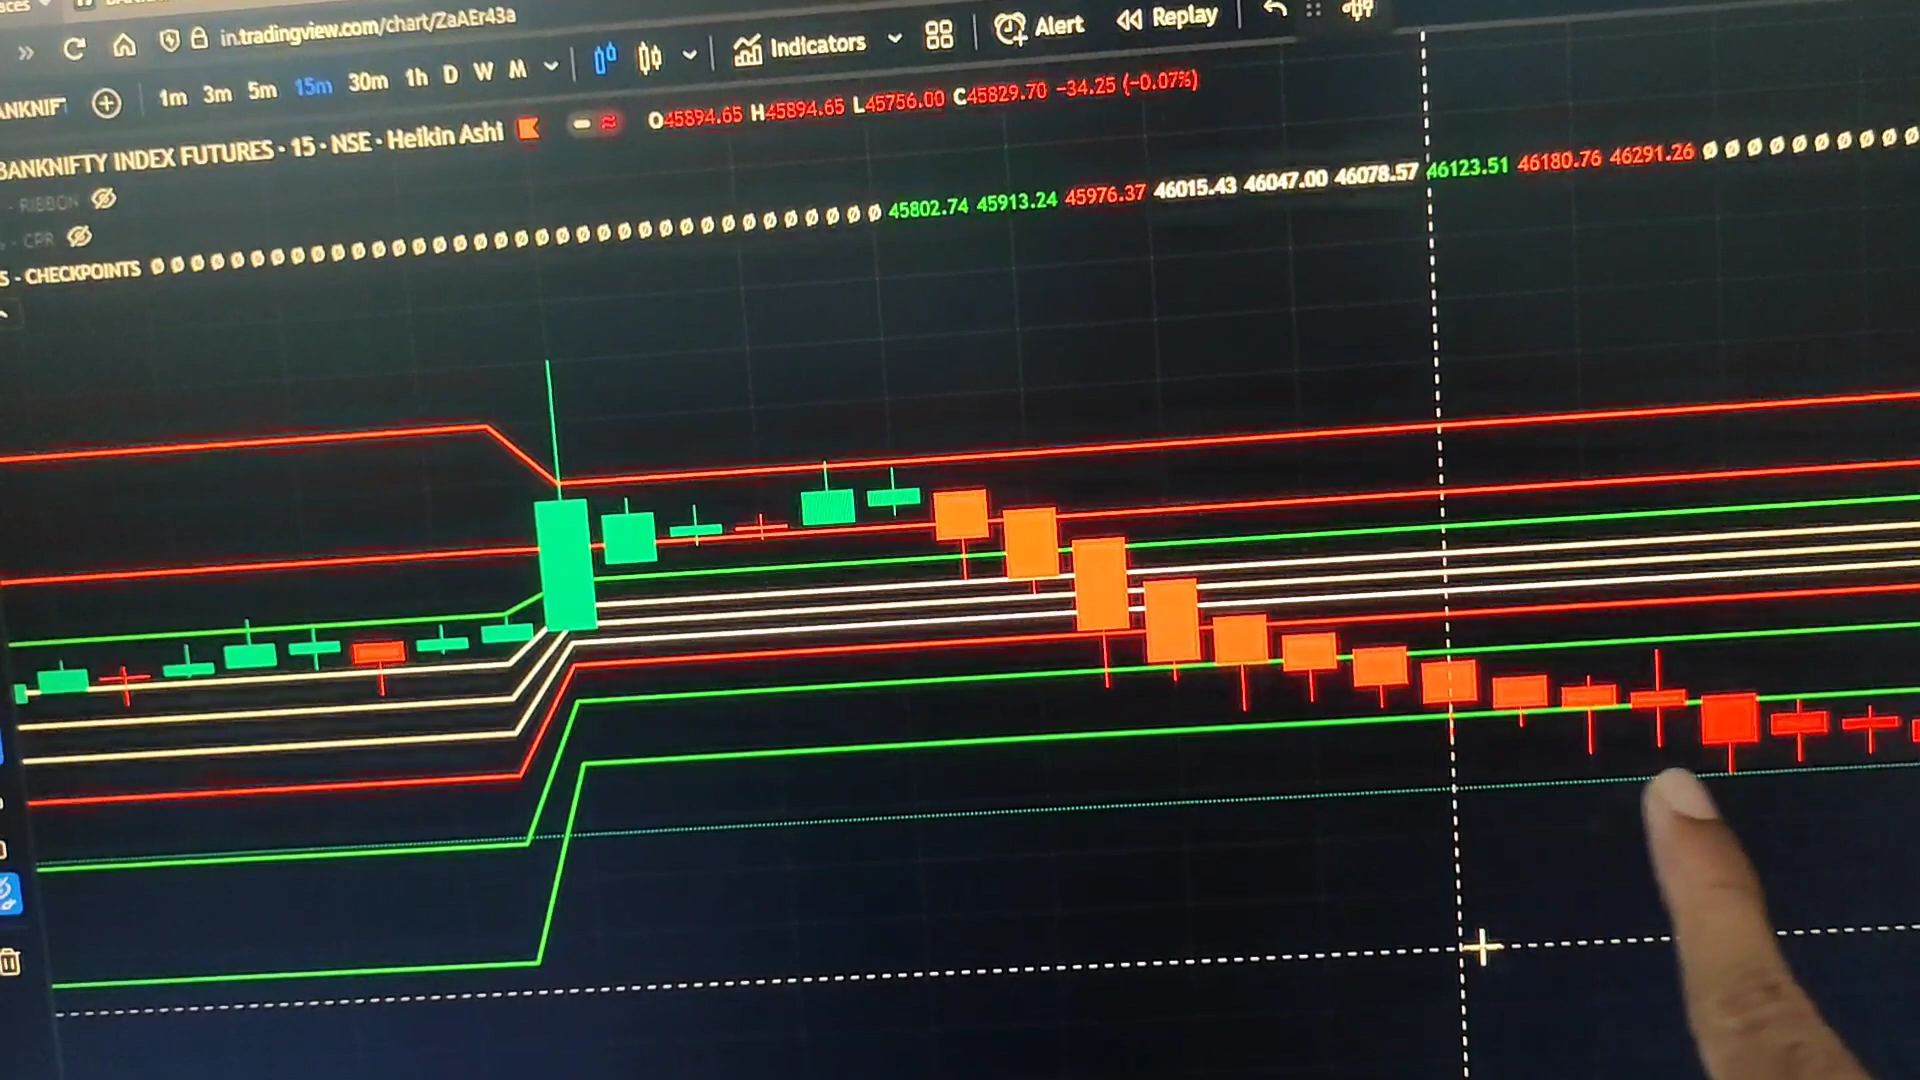 in.tradingview.com/chart/ZaAEr43a
1m 3m 5m 15m 30m 1h D W M Indicators Alert Replay
BANKNIFTY INDEX FUTURES · 15 · NSE · Heikin Ashi O45894.65 H45894.65 L45756.00 C45829.70 −34.25 (−0.07%)
- RIBBON
- CPR
S - CHECKPOINTS Ø Ø Ø Ø Ø Ø Ø Ø Ø Ø Ø Ø Ø Ø Ø Ø Ø Ø Ø Ø Ø Ø Ø Ø Ø Ø Ø Ø Ø Ø Ø Ø Ø Ø Ø Ø 45802.74 45913.24 45976.37 46015.43 46047.00 46078.57 46123.51 46180.76 46291.26 Ø Ø Ø Ø Ø Ø Ø Ø Ø Ø